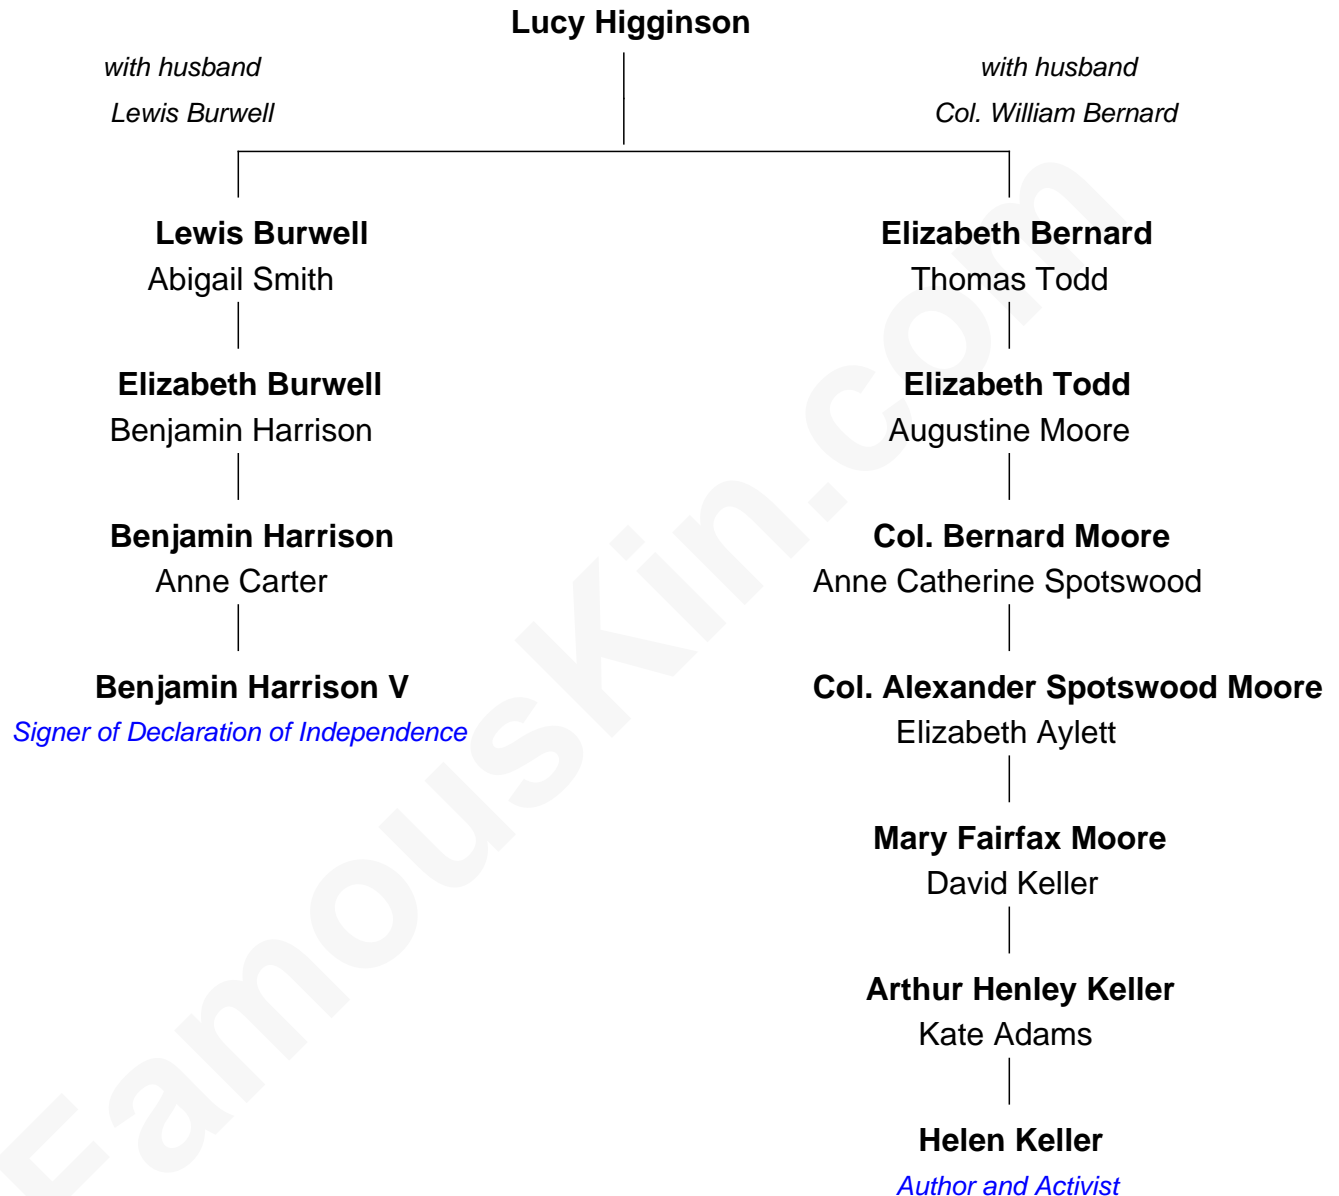 Lucy Higginson
with husband
Lewis Burwell
with husband
Col. William Bernard
Lewis Burwell
Abigail Smith
Elizabeth Burwell
Benjamin Harrison
Benjamin Harrison
Anne Carter
Benjamin Harrison V
Signer of Declaration of Independence
Elizabeth Bernard
Thomas Todd
Elizabeth Todd
Augustine Moore
Col. Bernard Moore
Anne Catherine Spotswood
Col. Alexander Spotswood Moore
Elizabeth Aylett
Mary Fairfax Moore
David Keller
Arthur Henley Keller
Kate Adams
Helen Keller
Author and Activist
FamousKin.com